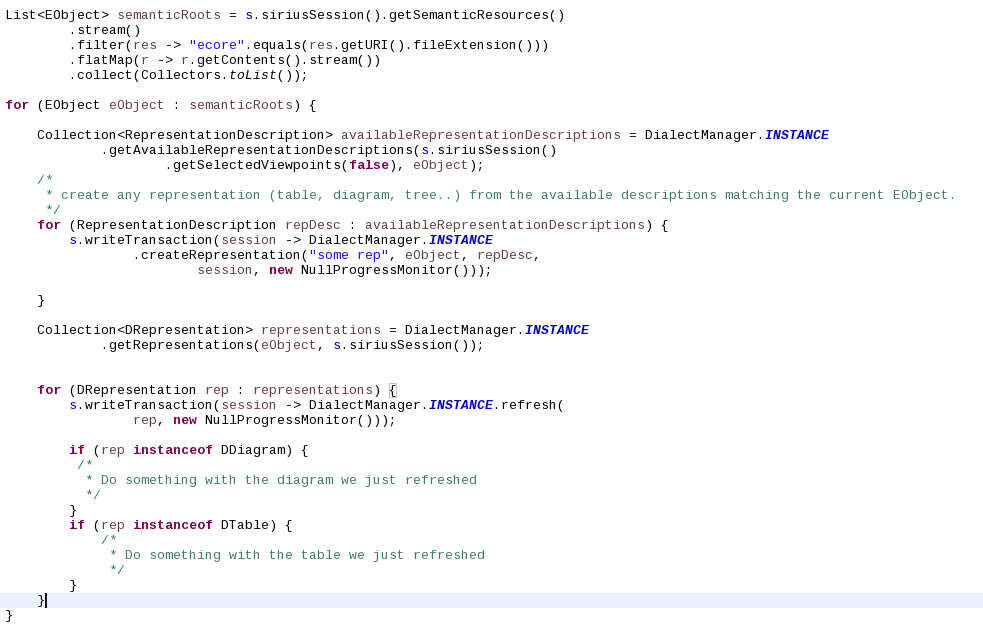 List<EObject> semanticRoots = s.siriusSession().getSemanticResources()
        .stream()
        .filter(res -> "ecore".equals(res.getURI().fileExtension()))
        .flatMap(r -> r.getContents().stream())
        .collect(Collectors.toList());

for (EObject eObject : semanticRoots) {

    Collection<RepresentationDescription> availableRepresentationDescriptions = DialectManager.INSTANCE
            .getAvailableRepresentationDescriptions(s.siriusSession()
                    .getSelectedViewpoints(false), eObject);
    /*
     * create any representation (table, diagram, tree..) from the available descriptions matching the current EObject.
     */
    for (RepresentationDescription repDesc : availableRepresentationDescriptions) {
        s.writeTransaction(session -> DialectManager.INSTANCE
                .createRepresentation("some rep", eObject, repDesc,
                        session, new NullProgressMonitor()));

    }

    Collection<DRepresentation> representations = DialectManager.INSTANCE
            .getRepresentations(eObject, s.siriusSession());


    for (DRepresentation rep : representations) {
        s.writeTransaction(session -> DialectManager.INSTANCE.refresh(
                rep, new NullProgressMonitor()));

        if (rep instanceof DDiagram) {
         /*
          * Do something with the diagram we just refreshed
          */
        }
        if (rep instanceof DTable) {
            /*
             * Do something with the table we just refreshed
             */
        }
    }
}